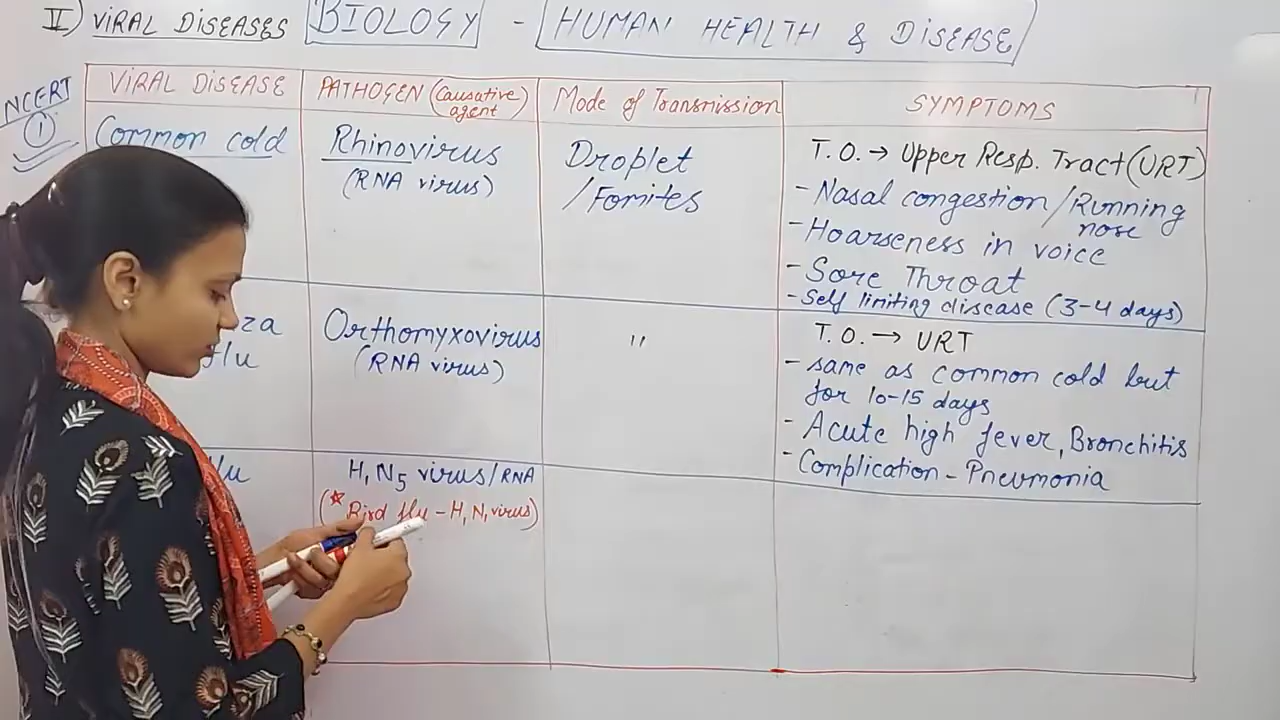 II) VIRAL DISEASES BIOLOGY - HUMAN HEALTH & DISEASE
NCERT
①
VIRAL DISEASE
PATHOGEN (Causative agent)
Mode of Transmission
SYMPTOMS
Common cold
Rhinovirus
(RNA virus)
Droplet
/Fomites
T.O. → Upper Resp. Tract (URT)
- Nasal congestion/Running nose
- Hoarseness in voice
- Sore Throat
- Self limiting disease (3-4 days)
Orthomyxovirus
(RNA virus)
"
T.O. → URT
- same as common cold but
for 10-15 days
- Acute high fever, Bronchitis
- Complication - Pneumonia
H₁N₅ virus/RNA
(* Bird flu - H₁N₁ virus)